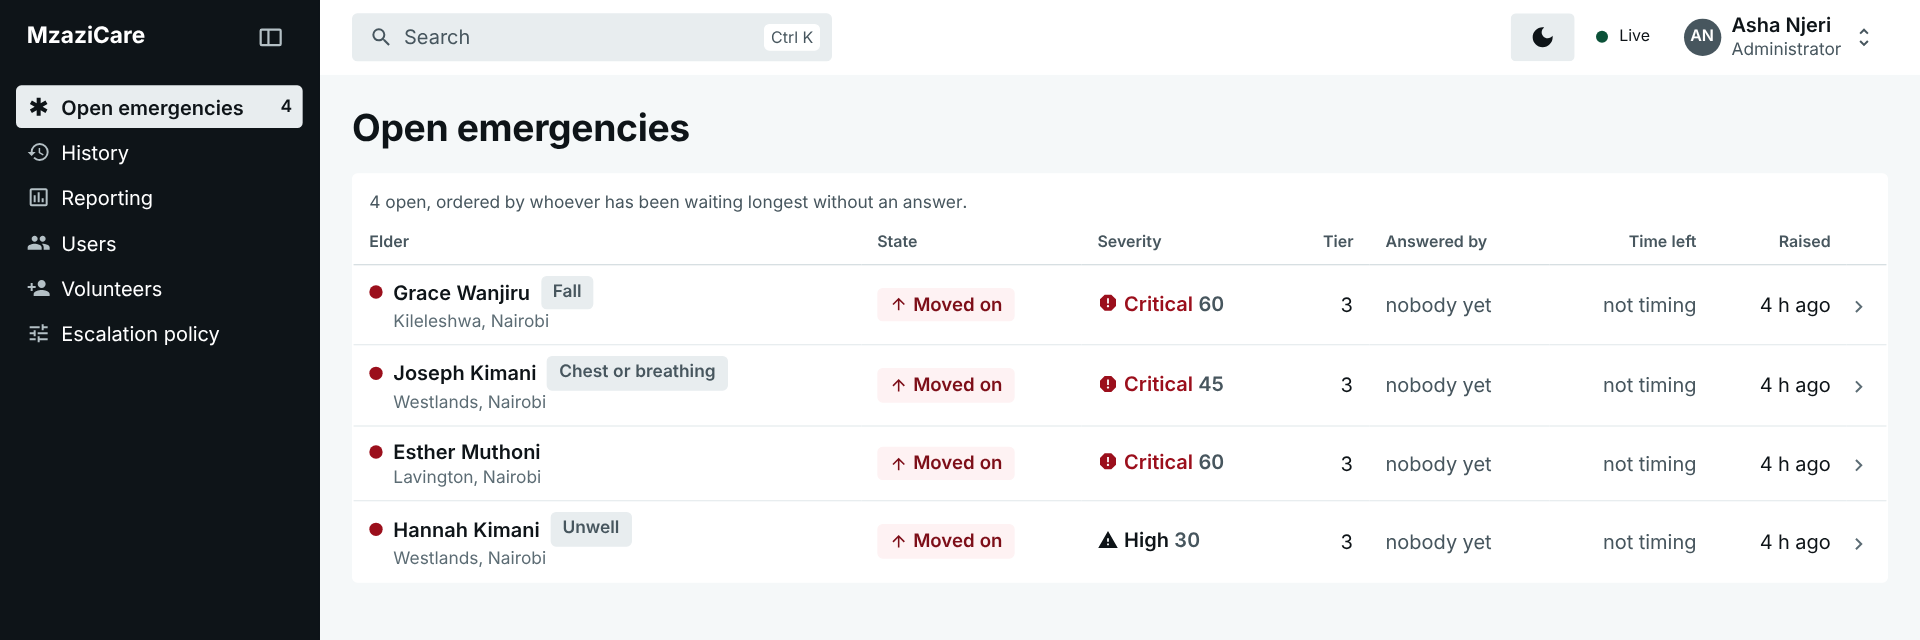 MzaziCare
Search
Ctrl K
Live
AN
Asha Njeri
Administrator
Open emergencies 4
History
Reporting
Users
Volunteers
Escalation policy
Open emergencies
4 open, ordered by whoever has been waiting longest without an answer.
Elder State Severity Tier Answered by Time left Raised
Grace Wanjiru Fall Moved on Critical 60 3 nobody yet not timing 4 h ago
Kileleshwa, Nairobi
Joseph Kimani Chest or breathing Moved on Critical 45 3 nobody yet not timing 4 h ago
Westlands, Nairobi
Esther Muthoni Moved on Critical 60 3 nobody yet not timing 4 h ago
Lavington, Nairobi
Hannah Kimani Unwell Moved on High 30 3 nobody yet not timing 4 h ago
Westlands, Nairobi